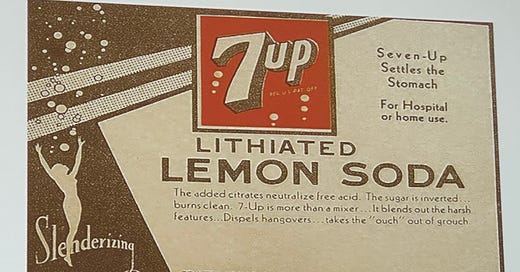 7up
REG. U.S. PAT. OFF.
Seven-Up
Settles the
Stomach
For Hospital
or home use.
LITHIATED
LEMON SODA
The added citrates neutralize free acid. The sugar is inverted...
burns clean. 7-Up is more than a mixer...It blends out the harsh
features...Dispels hangovers...takes the "ouch" out of grouch.
Slenderizing